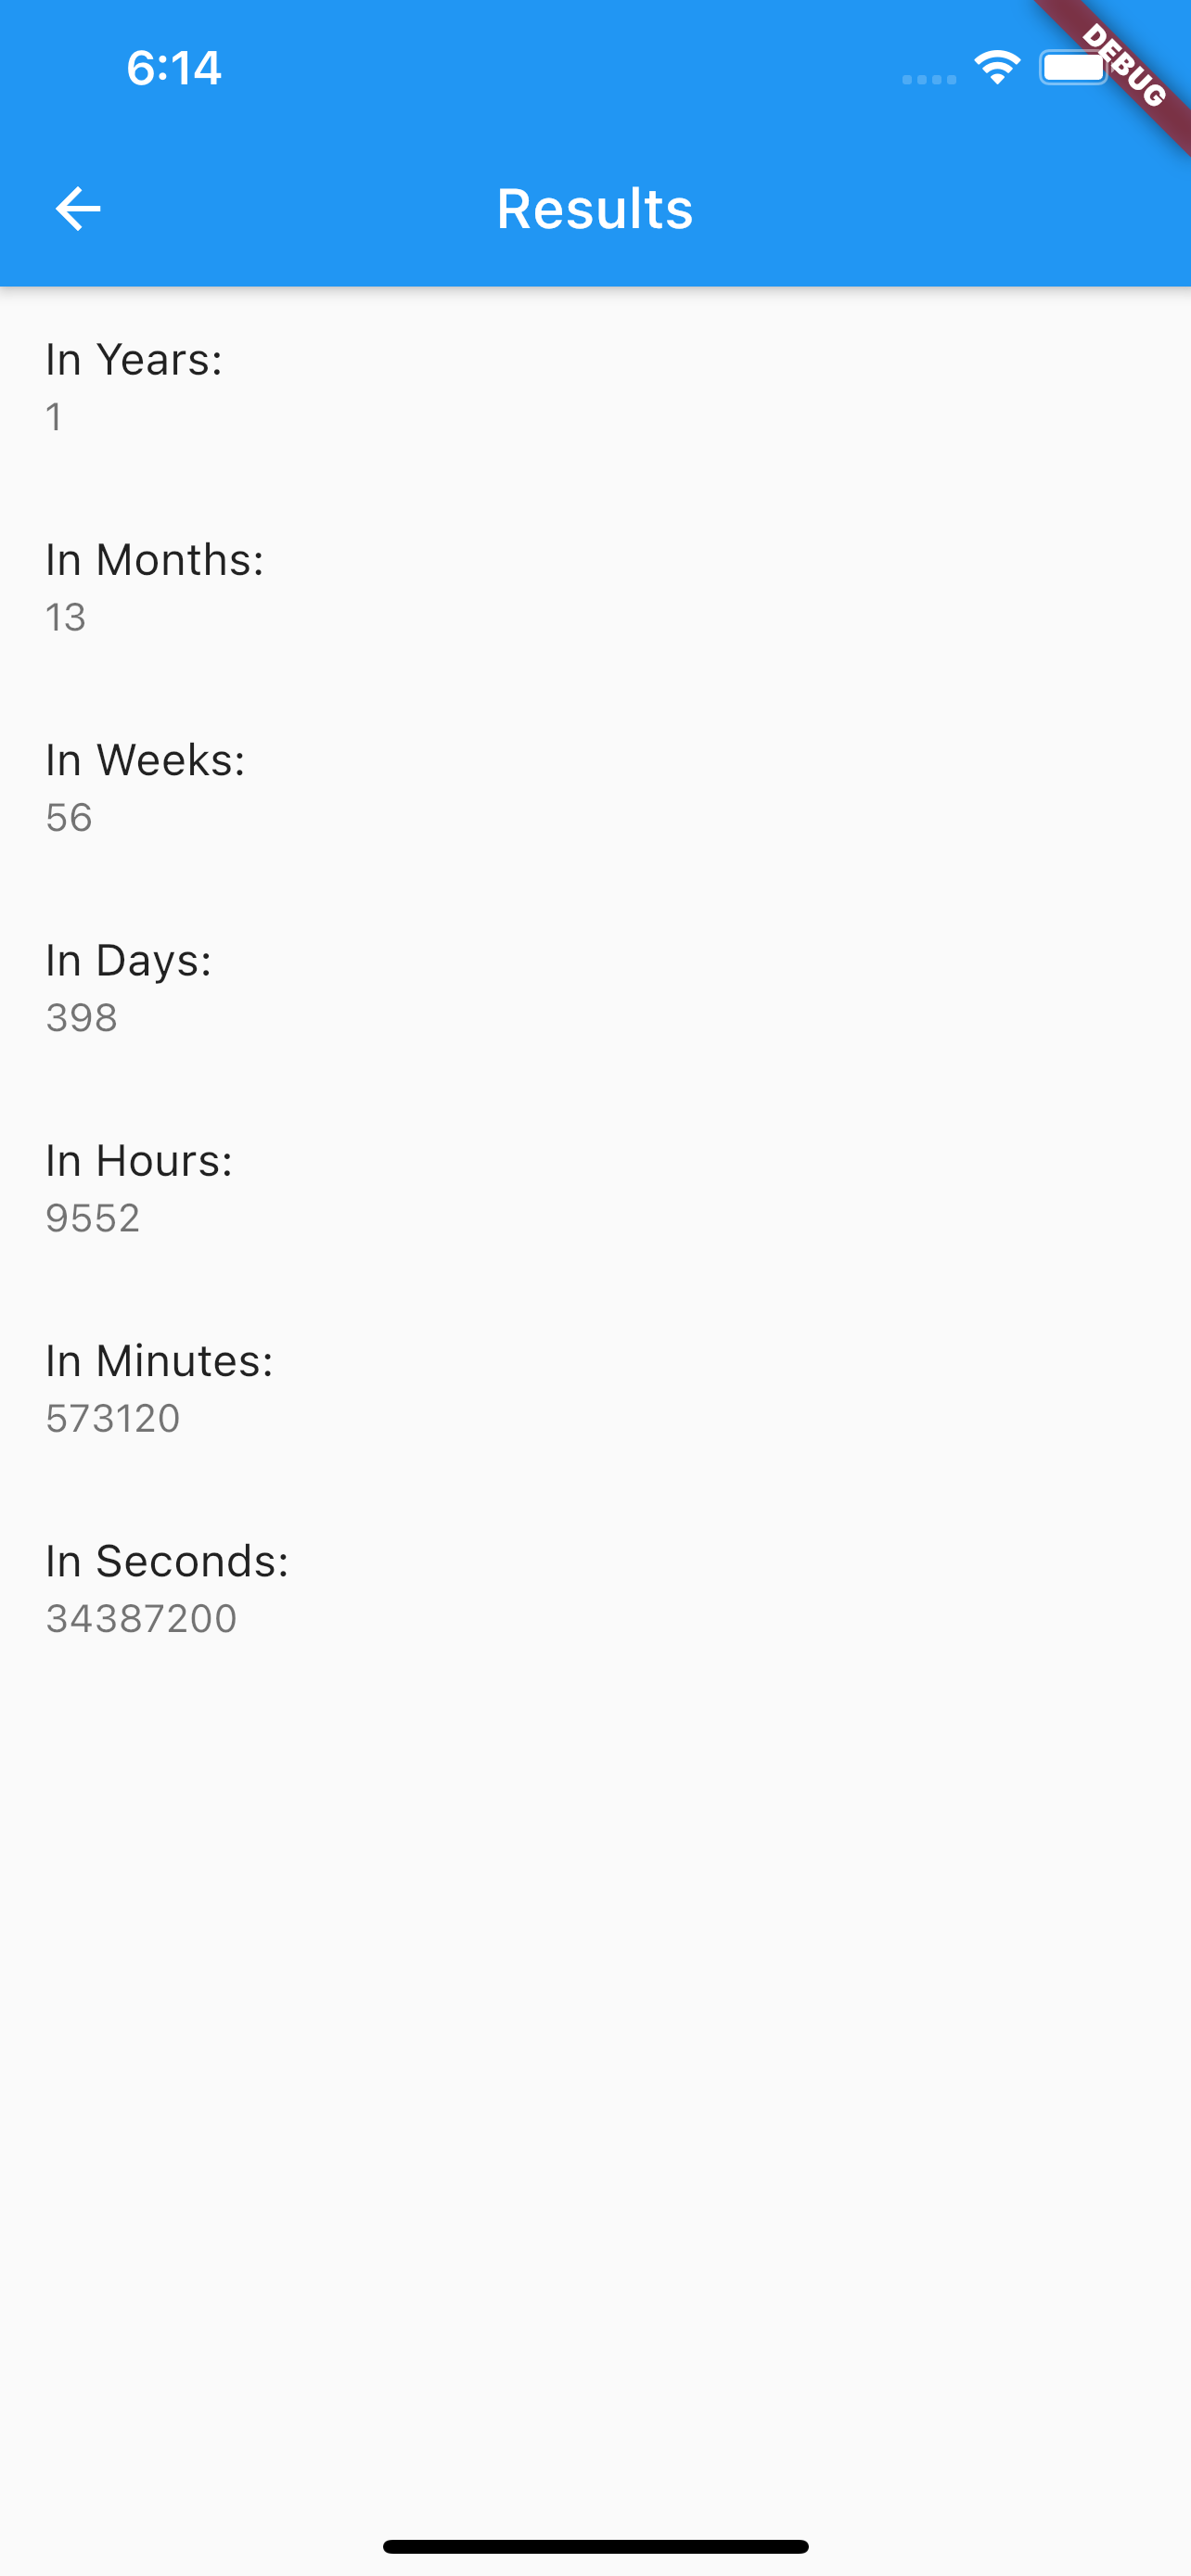 6:14
DEBUG
Results
In Years:
1
In Months:
13
In Weeks:
56
In Days:
398
In Hours:
9552
In Minutes:
573120
In Seconds:
34387200